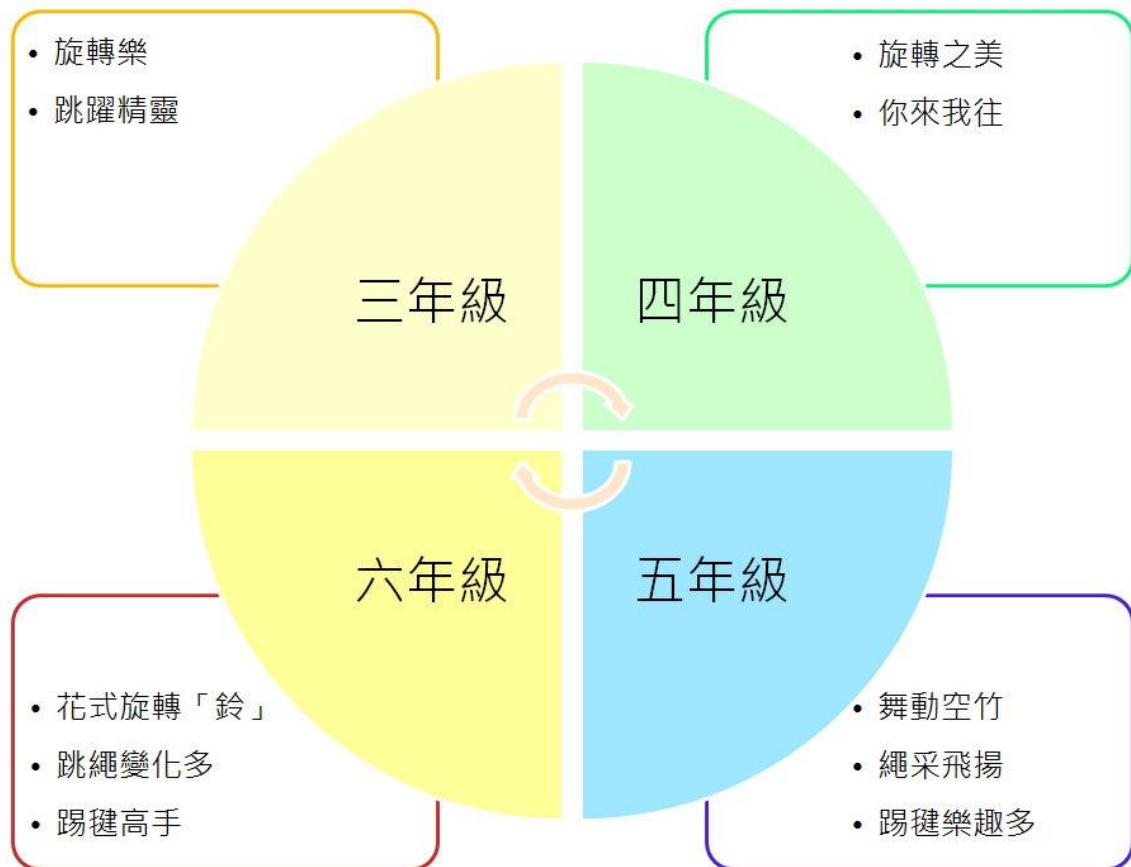 • 旋轉樂
• 跳躍精靈
三年級
• 旋轉之美
• 你來我往
四年級
六年級
• 花式旋轉「鈴」
• 跳繩變化多
• 踢毽高手
五年級
• 舞動空竹
• 繩采飛揚
• 踢毽樂趣多